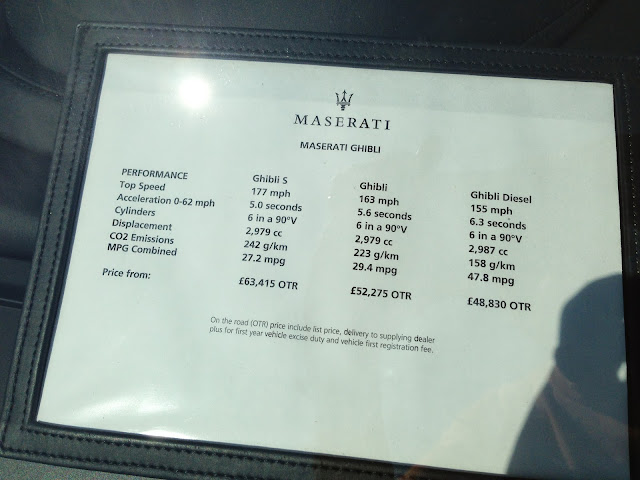 MASERATI
MASERATI GHIBLI
PERFORMANCE Ghibli S Ghibli Ghibli Diesel
Top Speed 177 mph 163 mph 155 mph
Acceleration 0-62 mph 5.0 seconds 5.6 seconds 6.3 seconds
Cylinders 6 in a 90°V 6 in a 90°V 6 in a 90°V
Displacement 2,979 cc 2,979 cc 2,987 cc
CO2 Emissions 242 g/km 223 g/km 158 g/km
MPG Combined 27.2 mpg 29.4 mpg 47.8 mpg
Price from: £63,415 OTR £52,275 OTR £48,830 OTR
On the road (OTR) price include list price, delivery to supplying dealer
plus for first year vehicle excise duty and vehicle first registration fee.